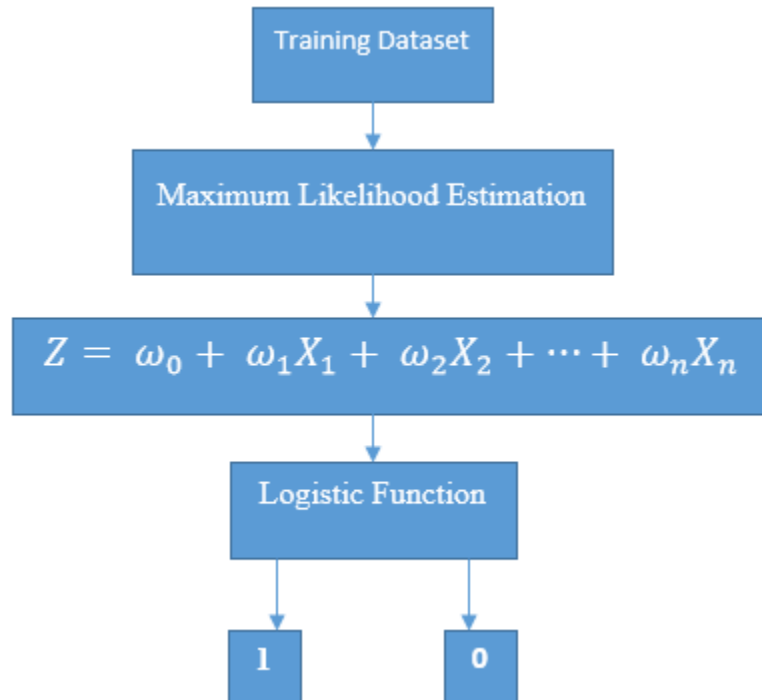 Training Dataset
Maximum Likelihood Estimation
Z = ω₀ + ω₁X₁ + ω₂X₂ + ⋯ + ωₙXₙ
Logistic Function
1 0